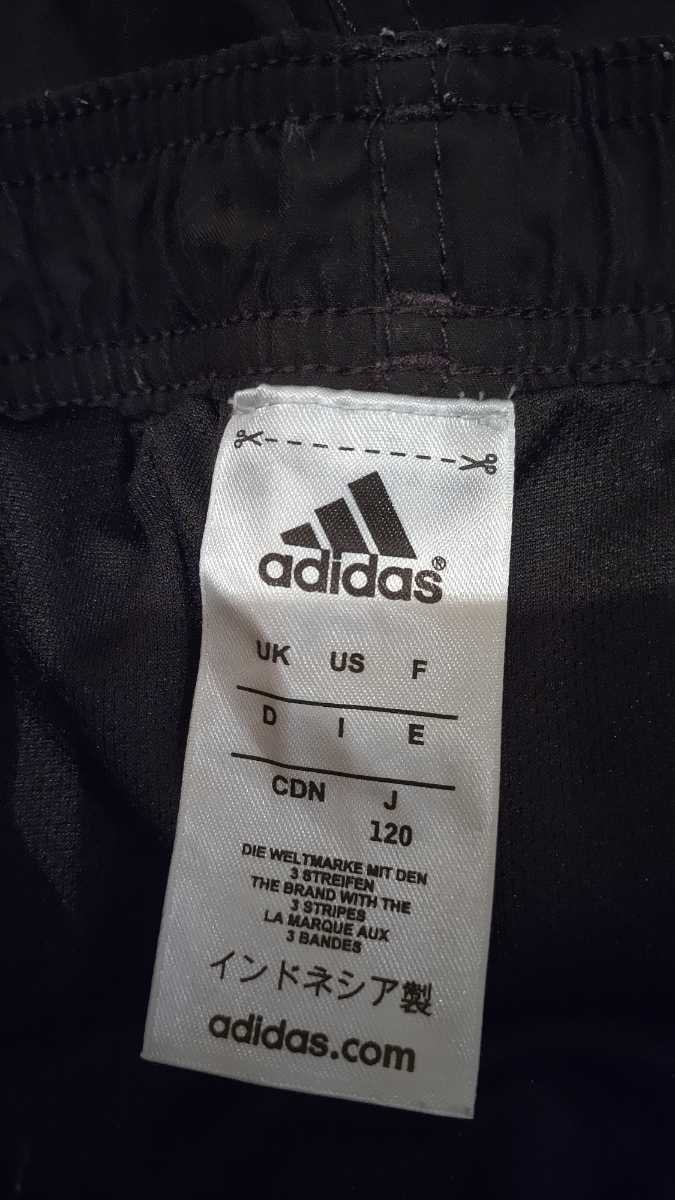 adidas®
UK US F
D I E
CDN J
120
DIE WELTMARKE MIT DEN
3 STREIFEN
THE BRAND WITH THE
3 STRIPES
LA MARQUE AUX
3 BANDES
インドネシア製
adidas.com